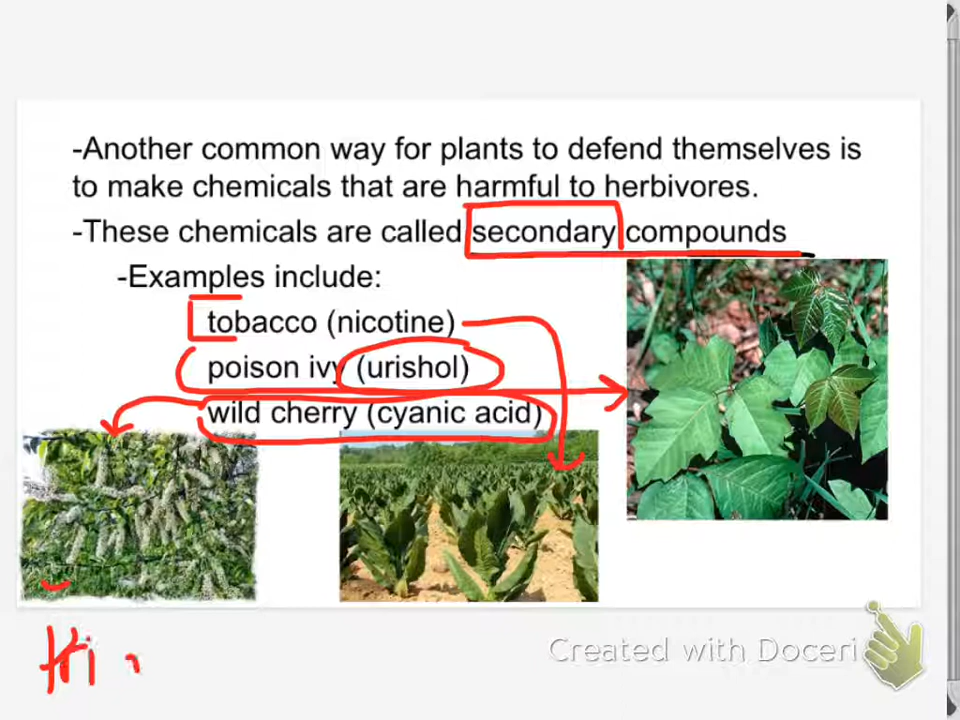 -Another common way for plants to defend themselves is
to make chemicals that are harmful to herbivores.
-These chemicals are called secondary compounds
-Examples include:
tobacco (nicotine)
poison ivy (urishol)
wild cherry (cyanic acid)
Hi
Created with Doceri